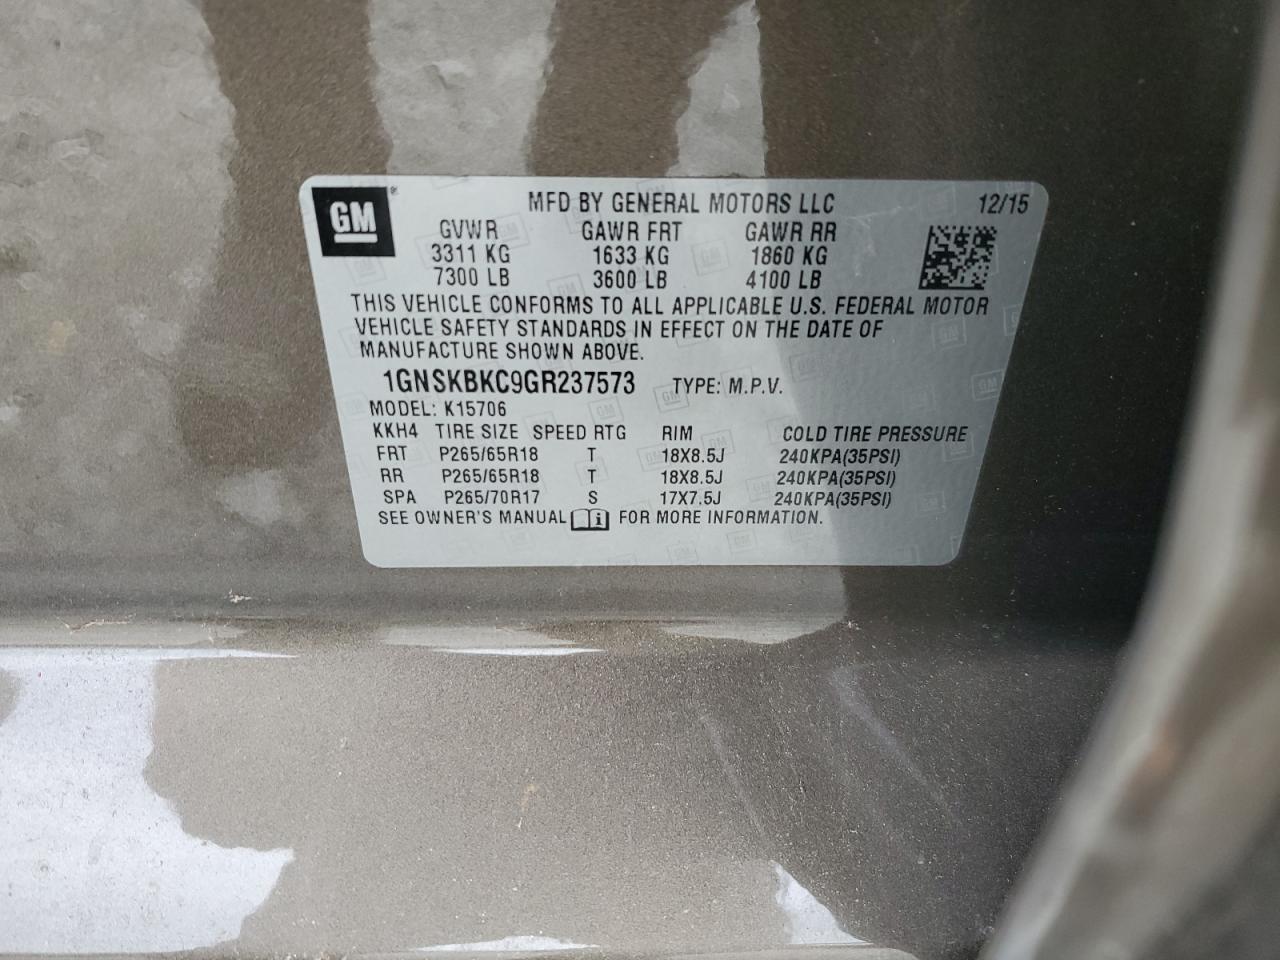 GM® MFD BY GENERAL MOTORS LLC 12/15
GVWR GAWR FRT GAWR RR
3311 KG 1633 KG 1860 KG
7300 LB 3600 LB 4100 LB
THIS VEHICLE CONFORMS TO ALL APPLICABLE U.S. FEDERAL MOTOR
VEHICLE SAFETY STANDARDS IN EFFECT ON THE DATE OF
MANUFACTURE SHOWN ABOVE.
1GNSKBKC9GR237573 TYPE: M.P.V.
MODEL: K15706
KKH4 TIRE SIZE SPEED RTG RIM COLD TIRE PRESSURE
FRT P265/65R18 T 18X8.5J 240KPA(35PSI)
RR P265/65R18 T 18X8.5J 240KPA(35PSI)
SPA P265/70R17 S 17X7.5J 240KPA(35PSI)
SEE OWNER'S MANUAL i FOR MORE INFORMATION.